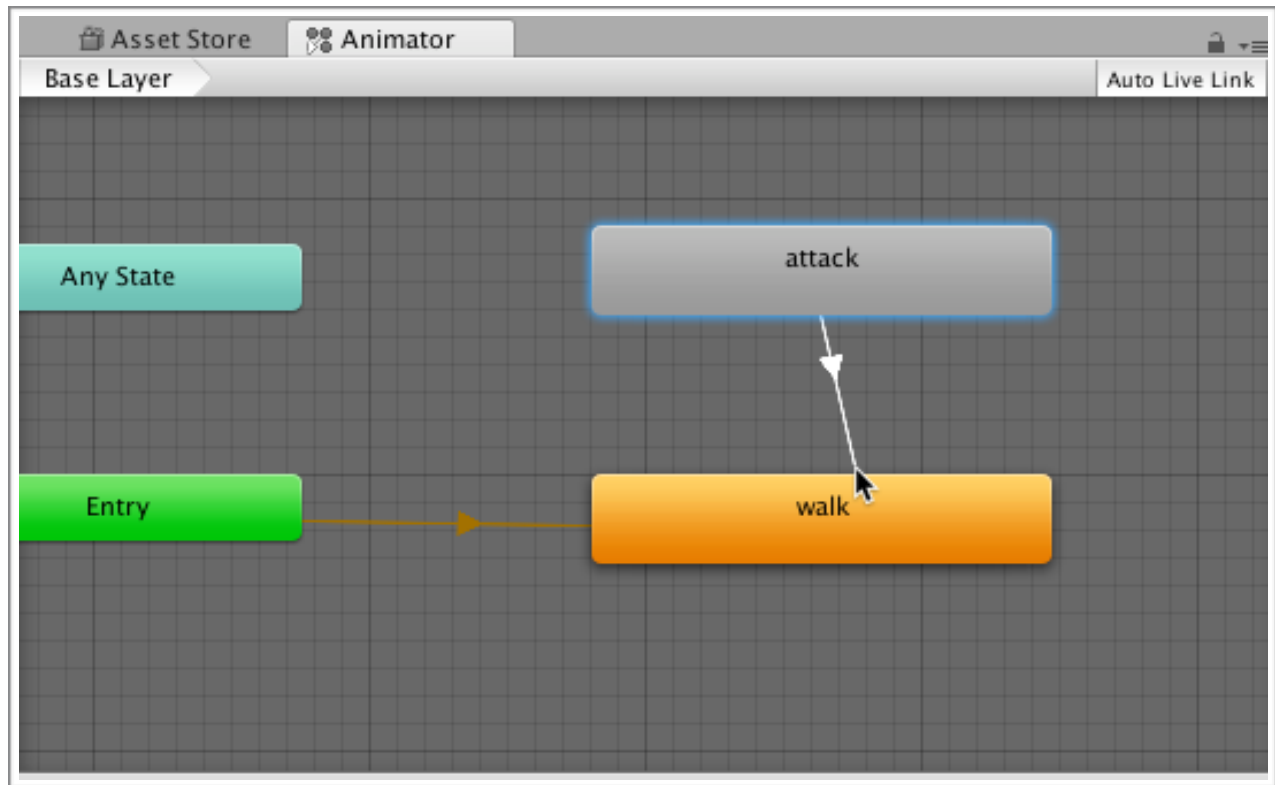 Asset Store
Animator
Base Layer
Auto Live Link
attack
Any State
Entry
walk